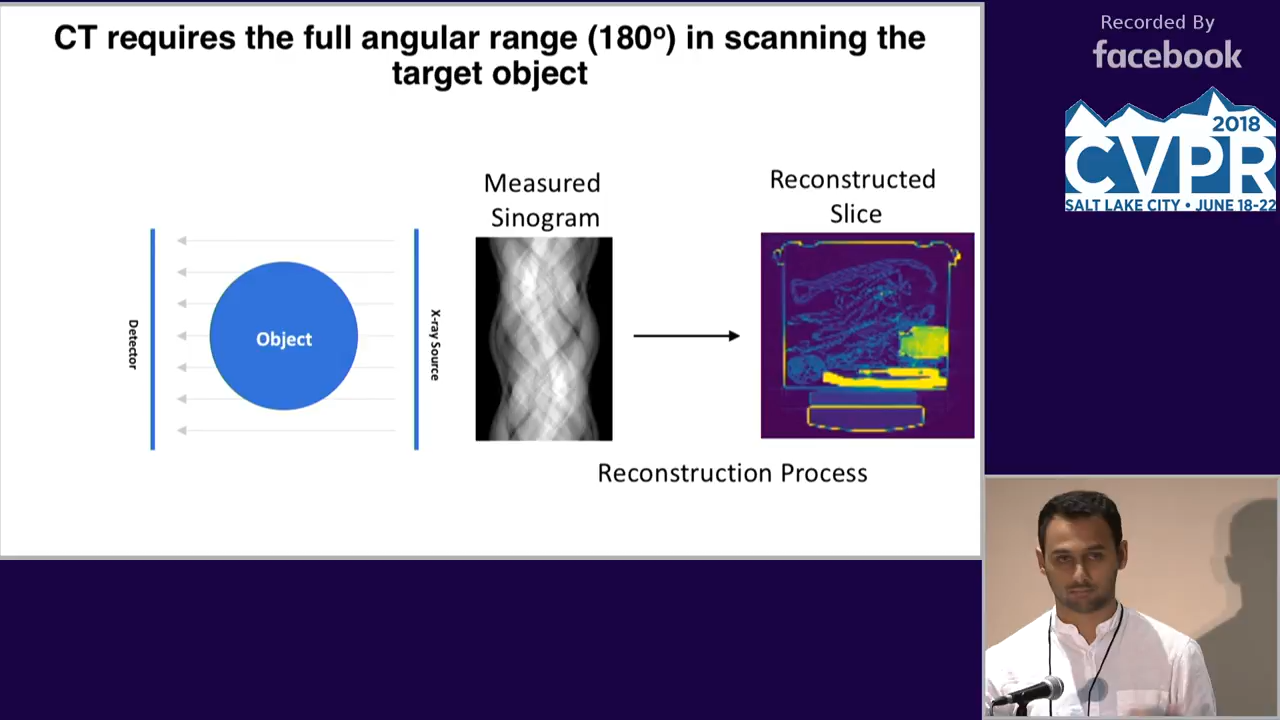 CT requires the full angular range (180º) in scanning the
target object
Measured
Sinogram
Reconstructed
Slice
Detector
Object
X-ray Source
Reconstruction Process
Recorded By
facebook
2018
CVPR
SALT LAKE CITY • JUNE 18-22